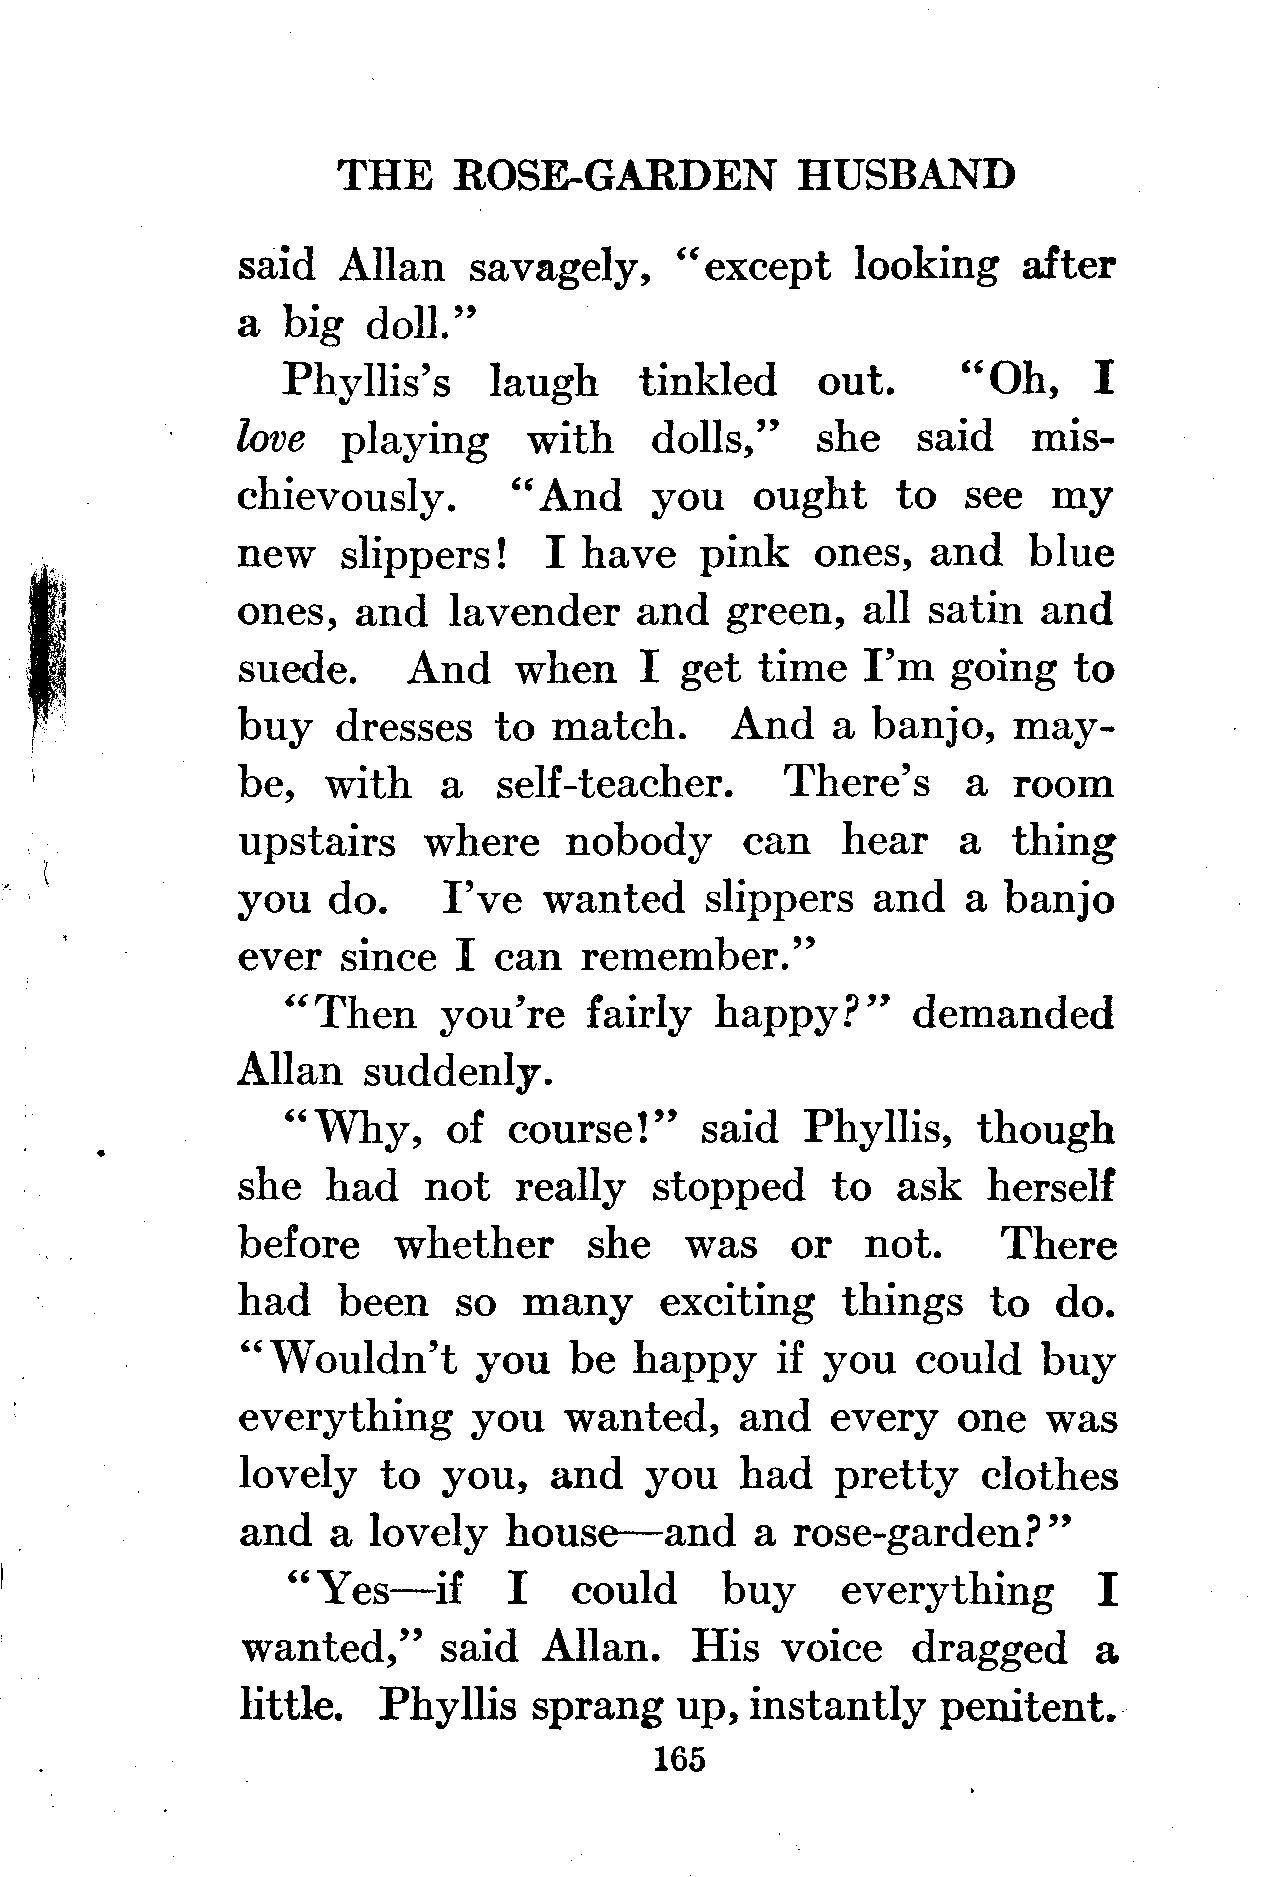 THE ROSE-GARDEN HUSBAND
said Allan savagely, “except looking after
a big doll.”
Phyllis’s laugh tinkled out. “Oh, I
love playing with dolls,” she said mis-
chievously. “And you ought to see my
new slippers! I have pink ones, and blue
ones, and lavender and green, all satin and
suede. And when I get time I’m going to
buy dresses to match. And a banjo, may-
be, with a self-teacher. There’s a room
upstairs where nobody can hear a thing
you do. I’ve wanted slippers and a banjo
ever since I can remember.”
“Then you’re fairly happy?” demanded
Allan suddenly.
“Why, of course!” said Phyllis, though
she had not really stopped to ask herself
before whether she was or not. There
had been so many exciting things to do.
“Wouldn’t you be happy if you could buy
everything you wanted, and every one was
lovely to you, and you had pretty clothes
and a lovely house—and a rose-garden?”
“Yes—if I could buy everything I
wanted,” said Allan. His voice dragged a
little. Phyllis sprang up, instantly penitent.
165